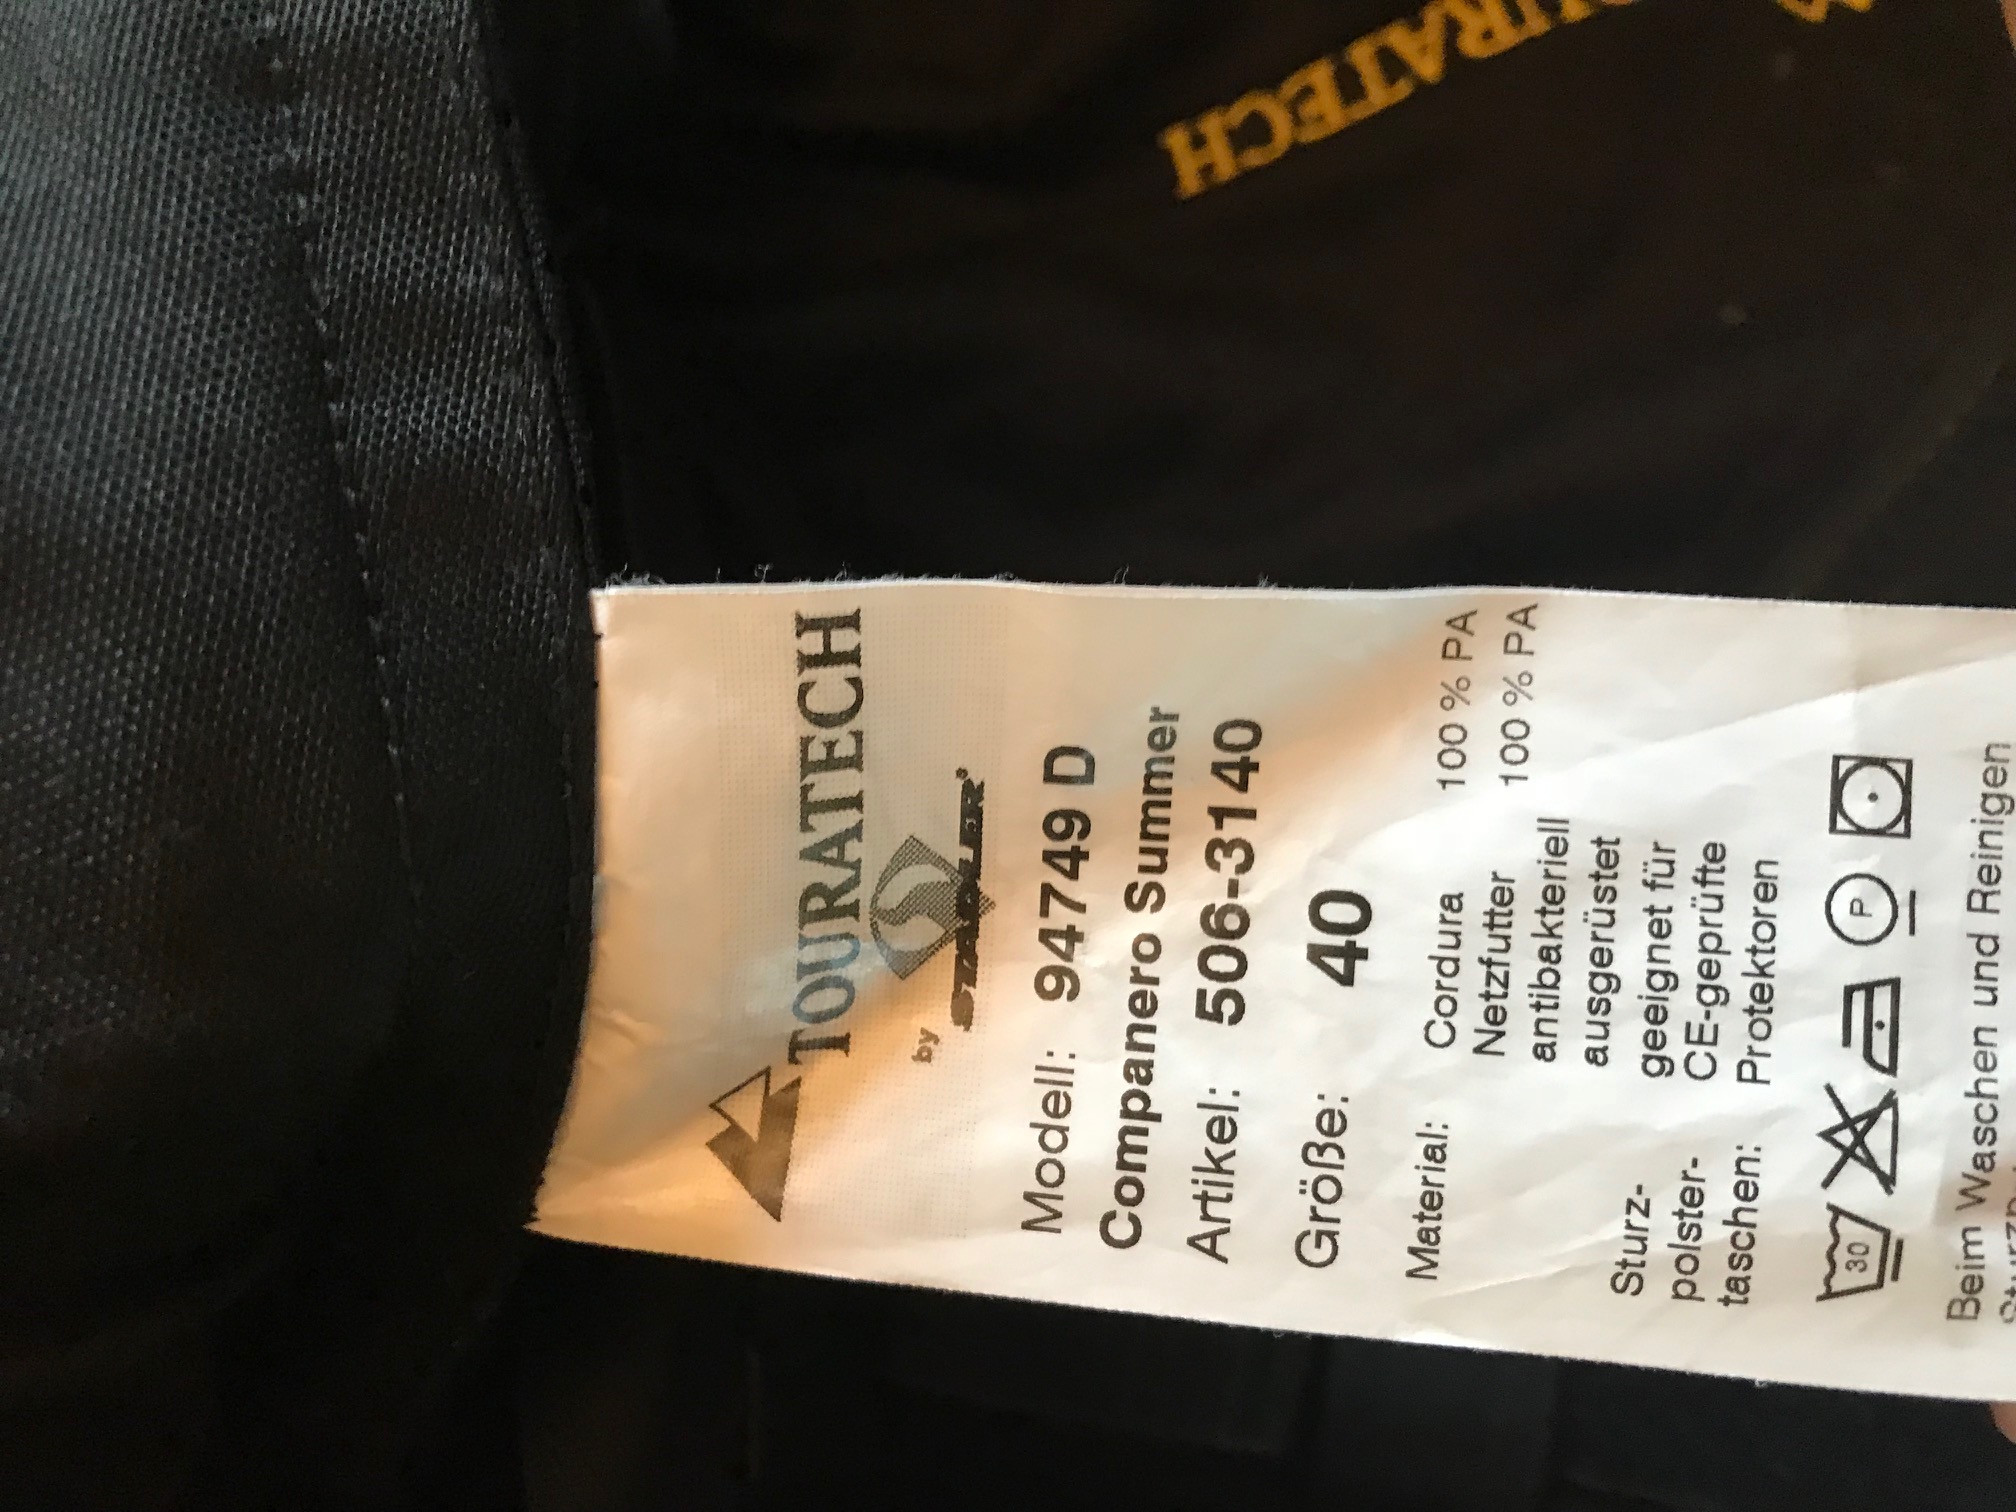 TOURATECH
by
STADLER®
Modell: 94749 D
Companero Summer
Artikel: 506-3140
Größe: 40
Material: Cordura 100 % PA
Netzfutter 100 % PA
antibakteriell
ausgerüstet
Sturz- geeignet für
polster- CE-geprüfte
taschen: Protektoren
30 P
Beim Waschen und Reinigen
URATECH